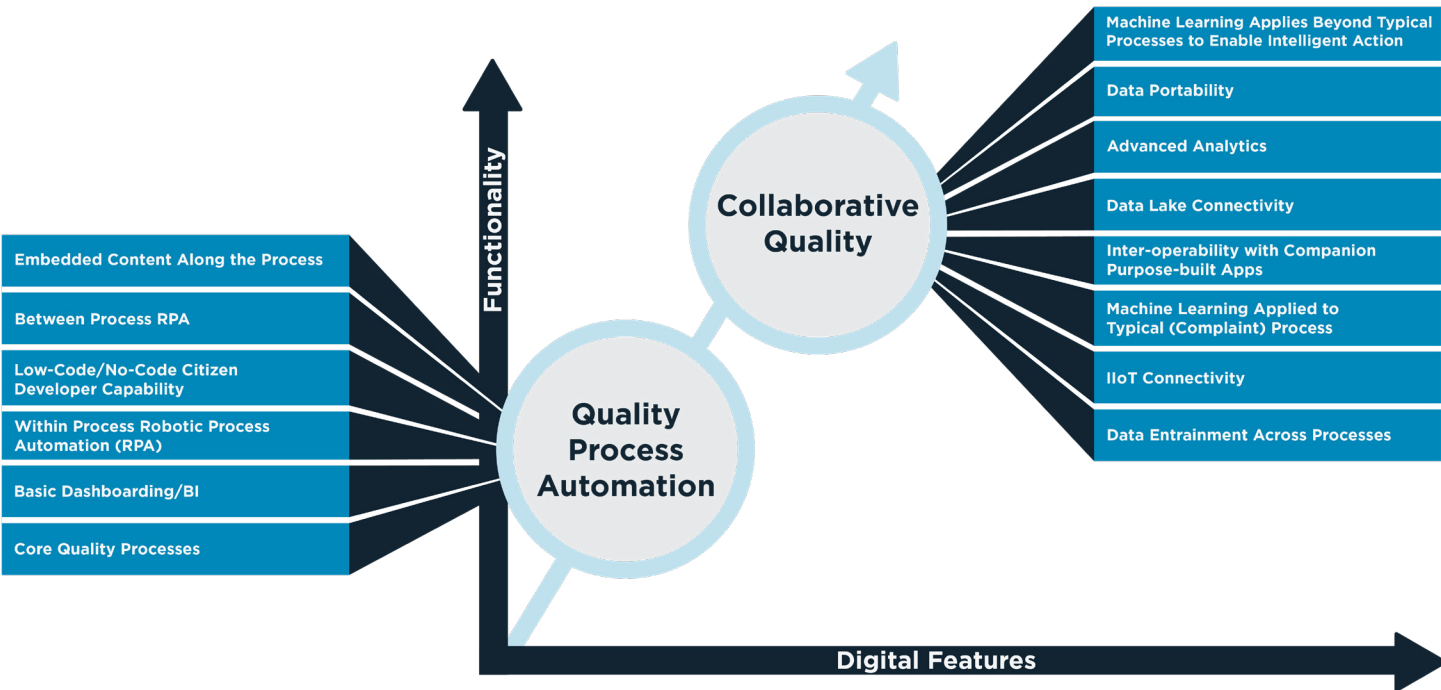 Machine Learning Applies Beyond Typical
Processes to Enable Intelligent Action
Data Portability
Advanced Analytics
Data Lake Connectivity
Inter-operability with Companion
Purpose-built Apps
Machine Learning Applied to
Typical (Complaint) Process
IIoT Connectivity
Data Entrainment Across Processes
Collaborative
Quality
Functionality
Embedded Content Along the Process
Between Process RPA
Low-Code/No-Code Citizen
Developer Capability
Within Process Robotic Process
Automation (RPA)
Basic Dashboarding/BI
Core Quality Processes
Quality
Process
Automation
Digital Features